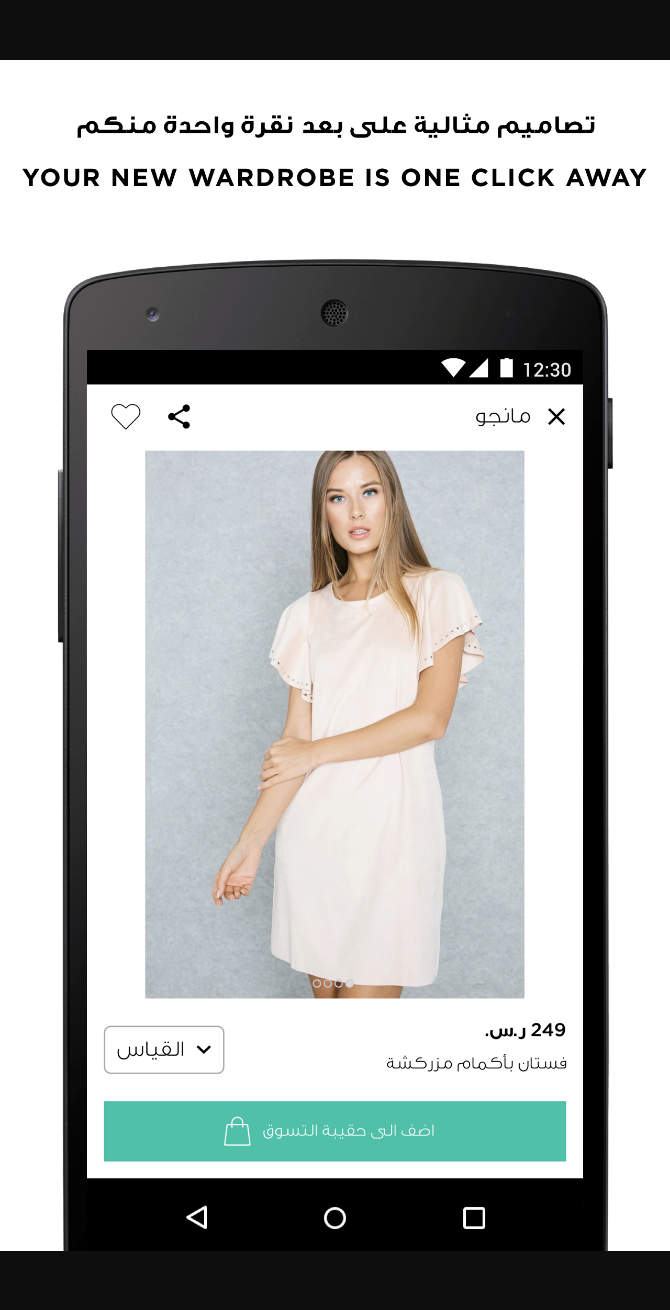 تصاميم مثالية على بعد نقرة واحدة منكم
YOUR NEW WARDROBE IS ONE CLICK AWAY
12:30
مانجو
249 ر.س.
فستان بأكمام مزركشة
القياس
اضف الى حقيبة التسوق